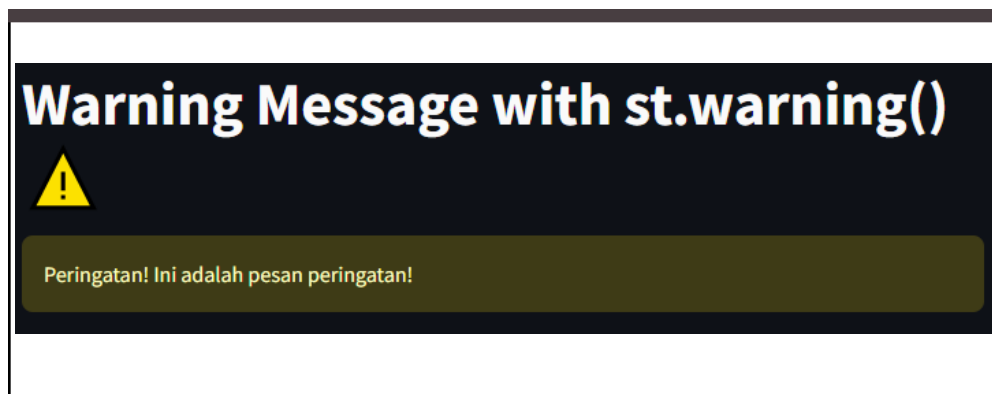 Warning Message with st.warning()
⚠️
Peringatan! Ini adalah pesan peringatan!